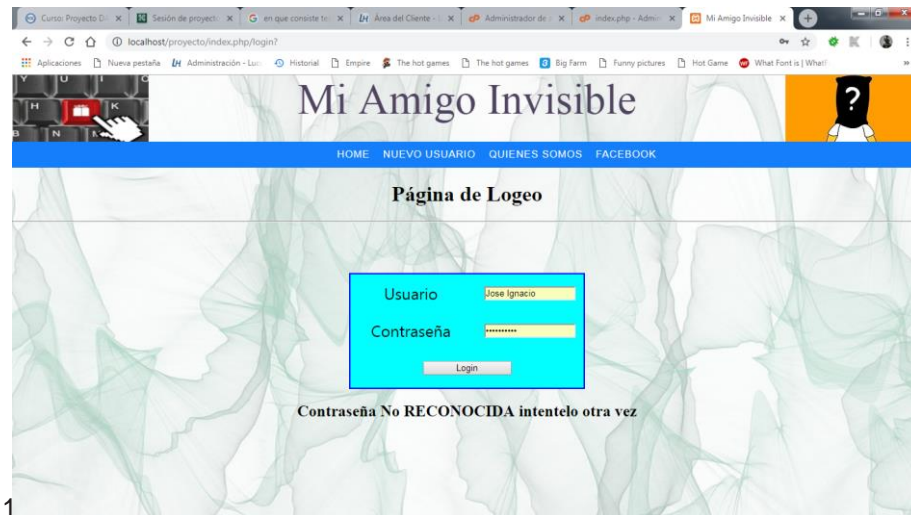 Curso: Proyecto D
Sesión de proyect
en que consiste te
Área del Cliente -
Administrador de
index.php - Admi
Mi Amigo Invisible
localhost/proyecto/index.php/login?
Aplicaciones
Nueva pestaña
Administración - Luc
Historial
Empire
The hot games
The hot games
Big Farm
Funny pictures
Hot Game
What Font is | What
Y U I
H K
B N
Mi Amigo Invisible
?
HOME NUEVO USUARIO QUIENES SOMOS FACEBOOK
Página de Logeo
Usuario Jose Ignacio
Contraseña ••••••••••
Login
Contraseña No RECONOCIDA intentelo otra vez
1